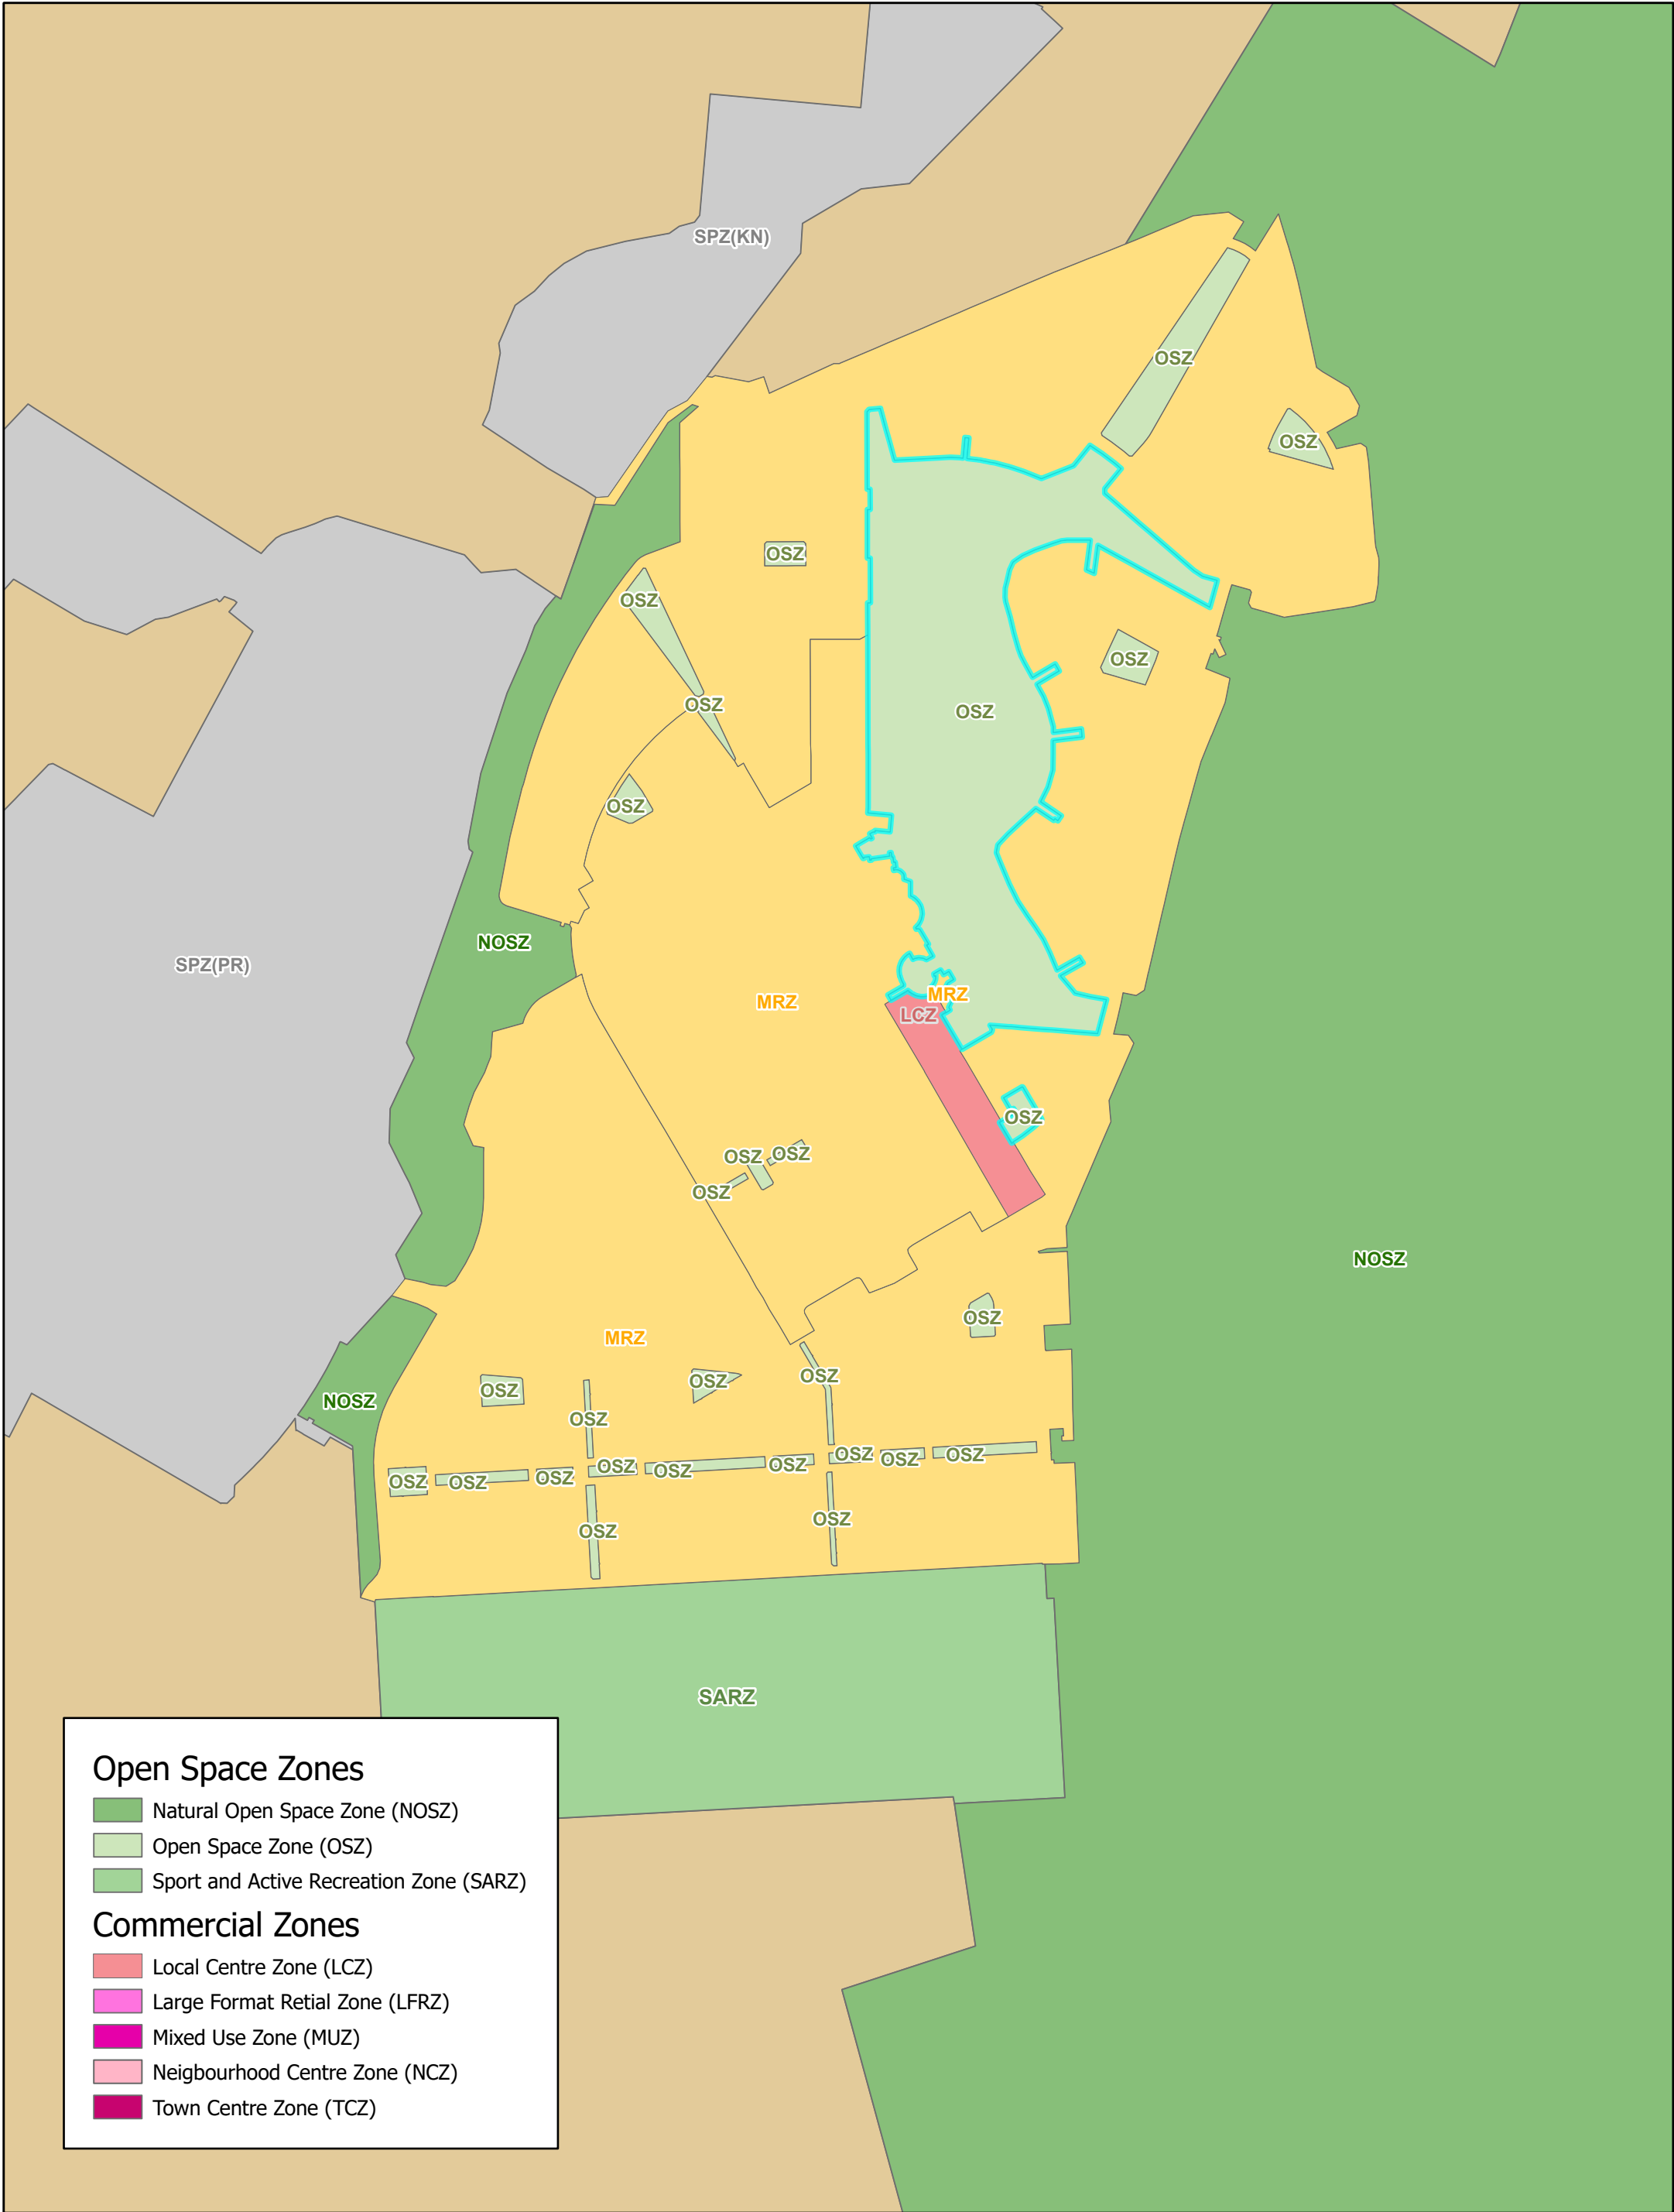 SPZ(KN)
OSZ
OSZ
OSZ
OSZ
OSZ
OSZ
OSZ
OSZ
NOSZ
SPZ(PR)
MRZ
MRZ
LCZ
OSZ
OSZ
OSZ
OSZ
NOSZ
OSZ
MRZ
OSZ
OSZ
OSZ
NOSZ
OSZ
OSZ
OSZ
OSZ
OSZ
OSZ
OSZ
OSZ
OSZ
OSZ
OSZ
OSZ
OSZ
SARZ
Open Space Zones
Natural Open Space Zone (NOSZ)
Open Space Zone (OSZ)
Sport and Active Recreation Zone (SARZ)
Commercial Zones
Local Centre Zone (LCZ)
Large Format Retial Zone (LFRZ)
Mixed Use Zone (MUZ)
Neigbourhood Centre Zone (NCZ)
Town Centre Zone (TCZ)